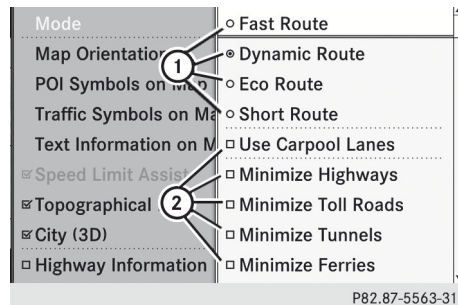 Mode
Map Orientation
POI Symbols on Map
Traffic Symbols on Ma
Text Information on M
Speed Limit Assist
Topographical
City (3D)
Highway Information
Fast Route
Dynamic Route
Eco Route
Short Route
Use Carpool Lanes
Minimize Highways
Minimize Toll Roads
Minimize Tunnels
Minimize Ferries
1
2
P82.87-5563-31